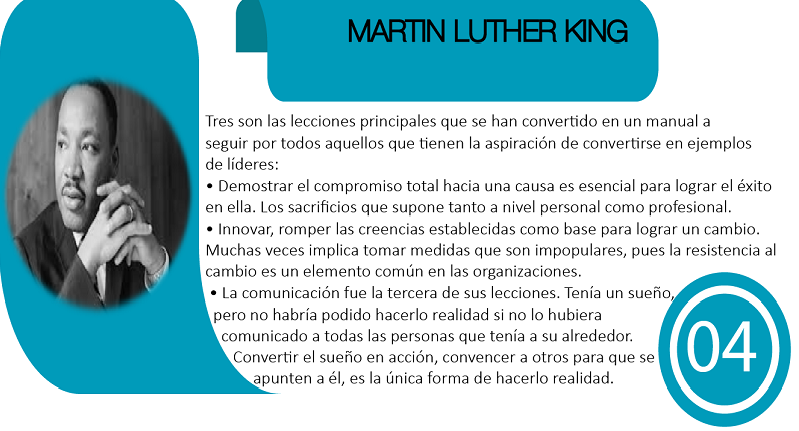 MARTIN LUTHER KING
Tres son las lecciones principales que se han convertido en un manual a
seguir por todos aquellos que tienen la aspiración de convertirse en ejemplos
de líderes:
• Demostrar el compromiso total hacia una causa es esencial para lograr el éxito
en ella. Los sacrificios que supone tanto a nivel personal como profesional.
• Innovar, romper las creencias establecidas como base para lograr un cambio.
Muchas veces implica tomar medidas que son impopulares, pues la resistencia al
cambio es un elemento común en las organizaciones.
• La comunicación fue la tercera de sus lecciones. Tenía un sueño,
pero no habría podido hacerlo realidad si no lo hubiera
comunicado a todas las personas que tenía a su alrededor.
Convertir el sueño en acción, convencer a otros para que se
apunten a él, es la única forma de hacerlo realidad.
04